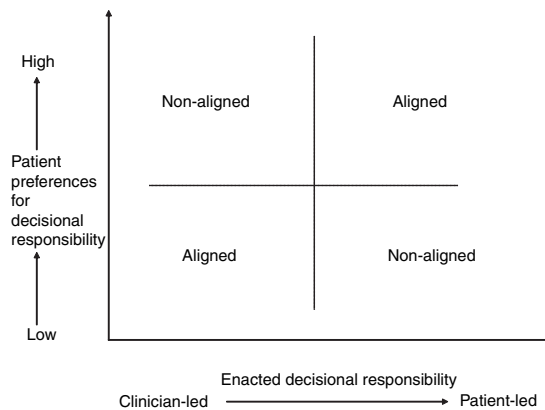 High
Non-aligned
Aligned
Patient
preferences
for
decisional
responsibility
Aligned
Non-aligned
Low
Enacted decisional responsibility
Clinician-led
Patient-led